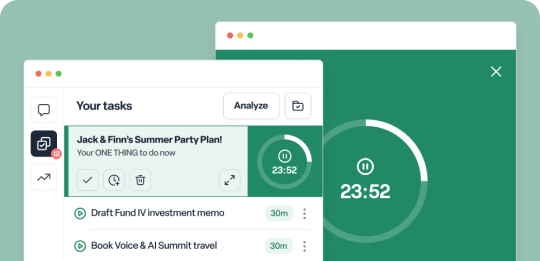 Your tasks
Analyze
Jack & Finn's Summer Party Plan!
Your ONE THING to do now
23:52
12
Draft Fund IV investment memo
30m
Book Voice & AI Summit travel
30m
23:52